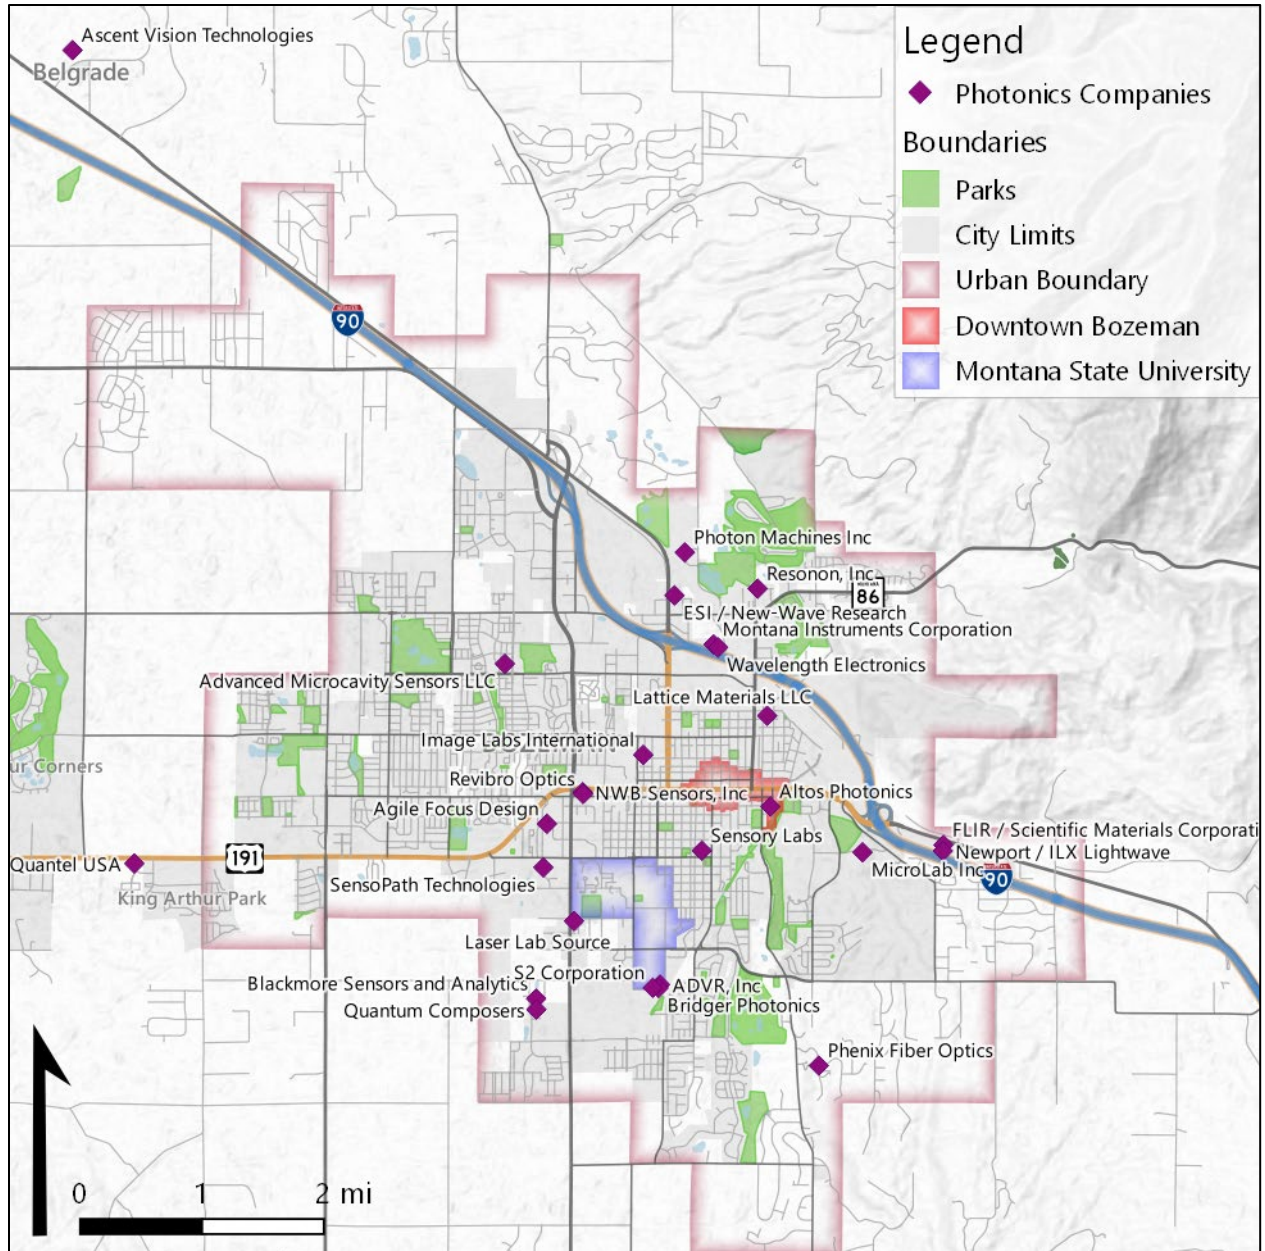 Ascent Vision Technologies
Belgrade
Legend
Photonics Companies
Boundaries
Parks
City Limits
Urban Boundary
Downtown Bozeman
Montana State University
90
Photon Machines Inc
Resonon, Inc
86
ESI / New-Wave Research
Montana Instruments Corporation
Wavelength Electronics
Advanced Microcavity Sensors LLC
Lattice Materials LLC
Image Labs International
BOZEMAN
ur Corners
Revibro Optics
NWB Sensors, Inc
Altos Photonics
Agile Focus Design
Sensory Labs
FLIR / Scientific Materials Corporati
Newport / ILX Lightwave
Quantel USA
191
MicroLab Inc
90
SensoPath Technologies
King Arthur Park
Laser Lab Source
S2 Corporation
Blackmore Sensors and Analytics
ADVR, Inc
Quantum Composers
Bridger Photonics
Phenix Fiber Optics
0 1 2 mi